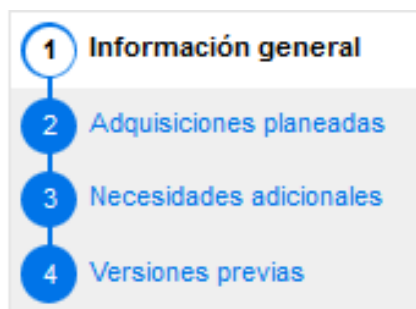 1 Información general
2 Adquisiciones planeadas
3 Necesidades adicionales
4 Versiones previas